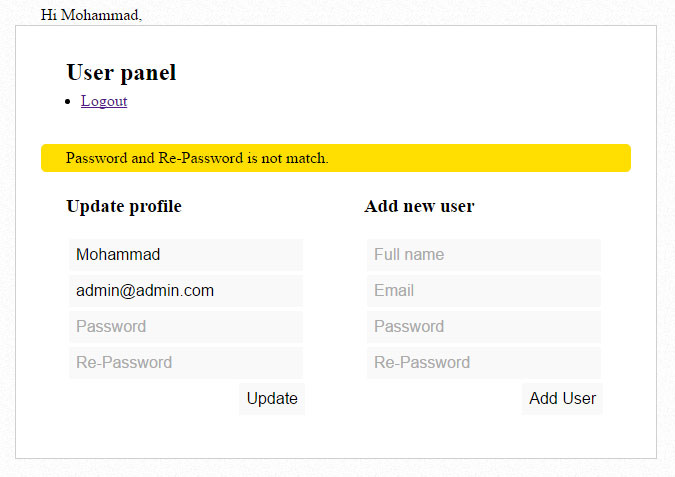 Hi Mohammad,
User panel
Logout
Password and Re-Password is not match.
Update profile
Mohammad
admin@admin.com
Password
Re-Password
Update
Add new user
Full name
Email
Password
Re-Password
Add User